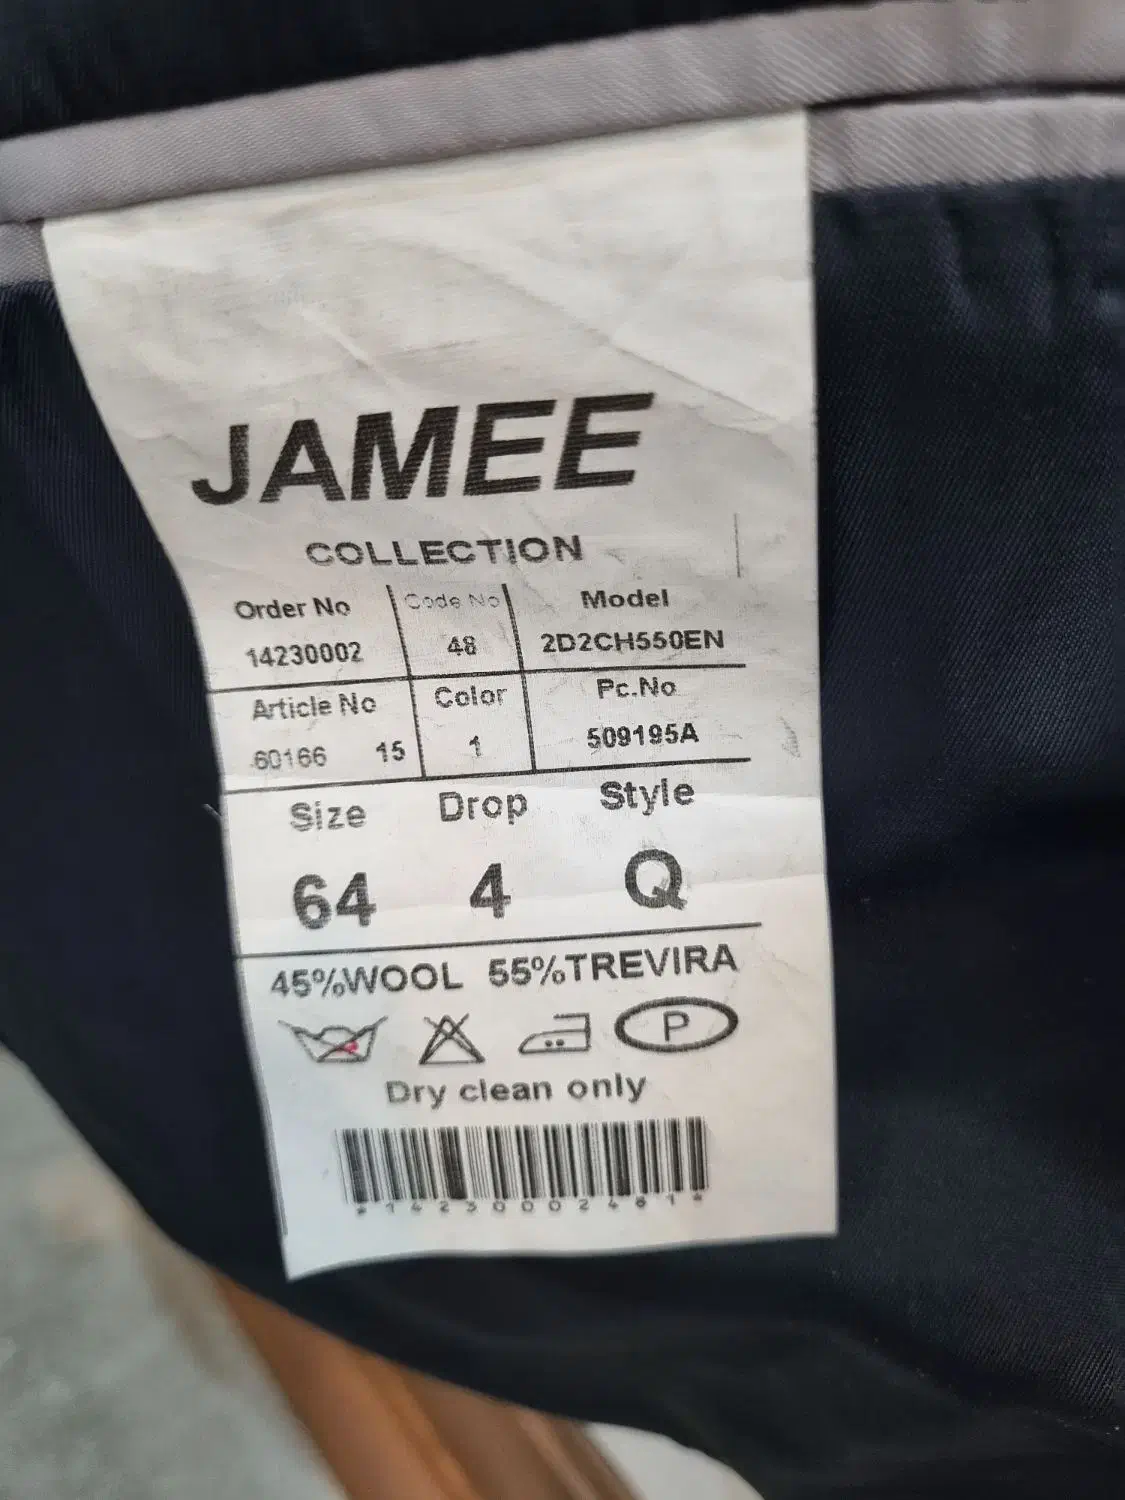 JAMEE
COLLECTION
Order No Code No Model
14230002 48 2D2CH550EN
Article No Color Pc.No
60166 15 1 509195A
Size Drop Style
64 4 Q
45%WOOL 55%TREVIRA
P
Dry clean only
*14230002481*